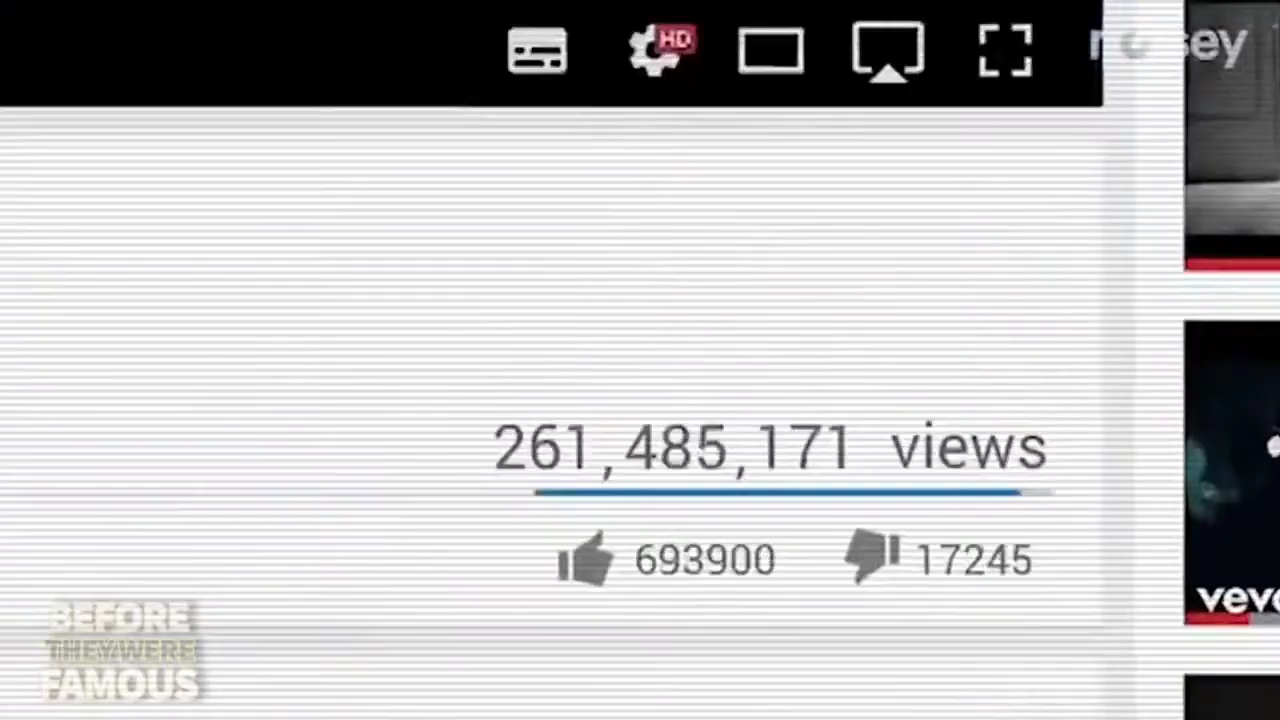 HD
261,485,171 views
693900
17245
vevo
BEFORE
THEY WERE
FAMOUS